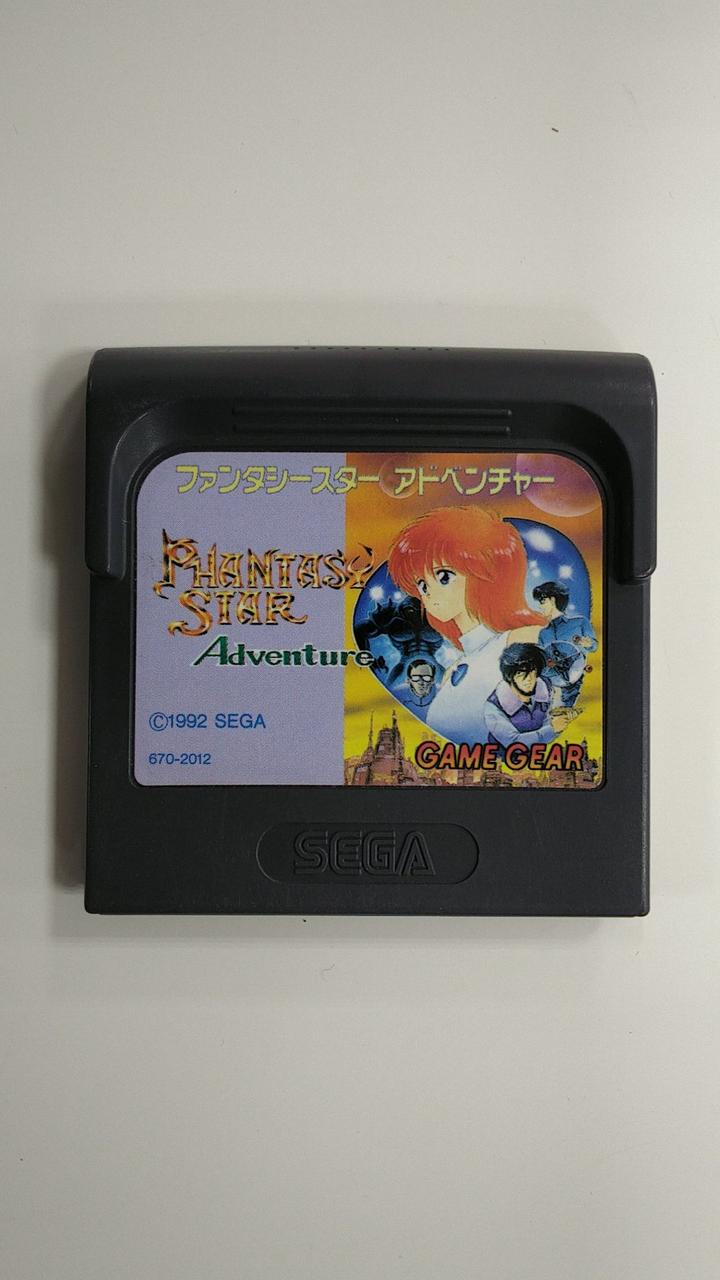 ファンタシースター アドベンチャー
PHANTASY
STAR
Adventure
©1992 SEGA
670-2012
GAME GEAR
SEGA